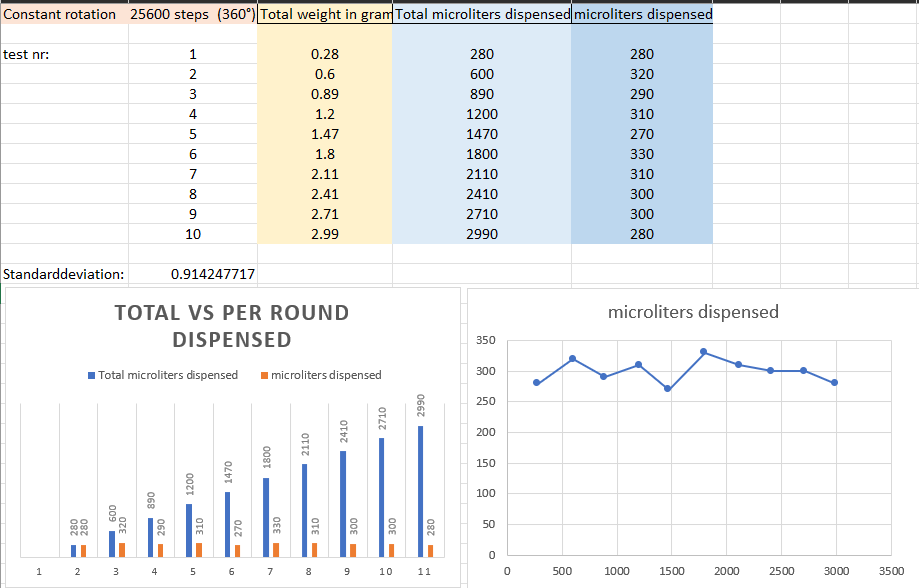 Constant rotation 25600 steps (360°) Total weight in gram Total microliters dispensed microliters dispensed
test nr: 1 0.28 280 280
2 0.6 600 320
3 0.89 890 290
4 1.2 1200 310
5 1.47 1470 270
6 1.8 1800 330
7 2.11 2110 310
8 2.41 2410 300
9 2.71 2710 300
10 2.99 2990 280
Standarddeviation: 0.914247717
TOTAL VS PER ROUND
DISPENSED
Total microliters dispensed microliters dispensed
280 280 600 320 890 290 1200 310 1470 270 1800 330 2110 310 2410 300 2710 300 2990 280
1 2 3 4 5 6 7 8 9 10 11
microliters dispensed
350
300
250
200
150
100
50
0
0 500 1000 1500 2000 2500 3000 3500